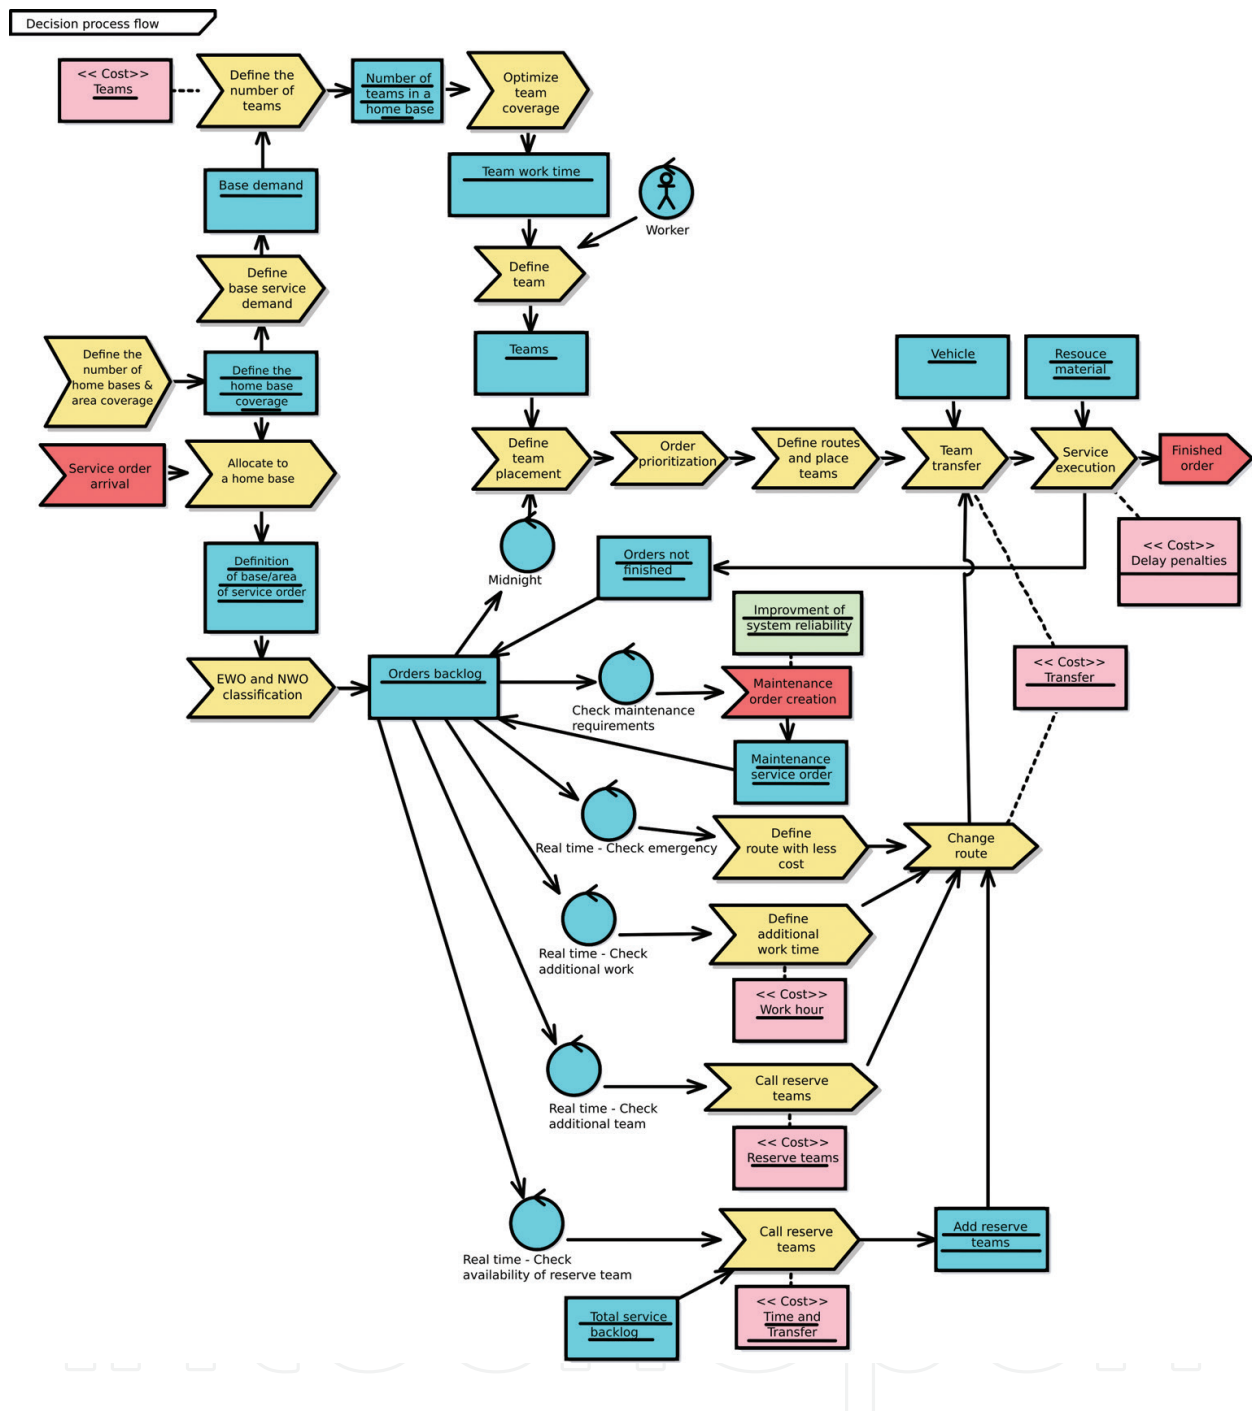 Decision process flow
<< Cost>>
Teams
Define the
number of
teams
Number of
teams in a
home base
Optimize
team
coverage
Base demand
Team work time
Worker
Define
base service
demand
Define
team
Define the
number of
home bases &
area coverage
Define the
home base
coverage
Teams
Vehicle
Resouce
material
Service order
arrival
Allocate to
a home base
Define
team
placement
Order
prioritization
Define routes
and place
teams
Team
transfer
Service
execution
Finished
order
Definition
of base/area
of service order
Midnight
Orders not
finished
<< Cost>>
Delay penalties
Improvment of
system reliability
EWO and NWO
classification
Orders backlog
Check maintenance
requirements
Maintenance
order creation
<< Cost>>
Transfer
Maintenance
service order
Real time - Check emergency
Define
route with less
cost
Change
route
Real time - Check
additional work
Define
additional
work time
<< Cost>>
Work hour
Real time - Check
additional team
Call reserve
teams
<< Cost>>
Reserve teams
Real time - Check
availability of reserve team
Call reserve
teams
Add reserve
teams
Total service
backlog
<< Cost>>
Time and
Transfer